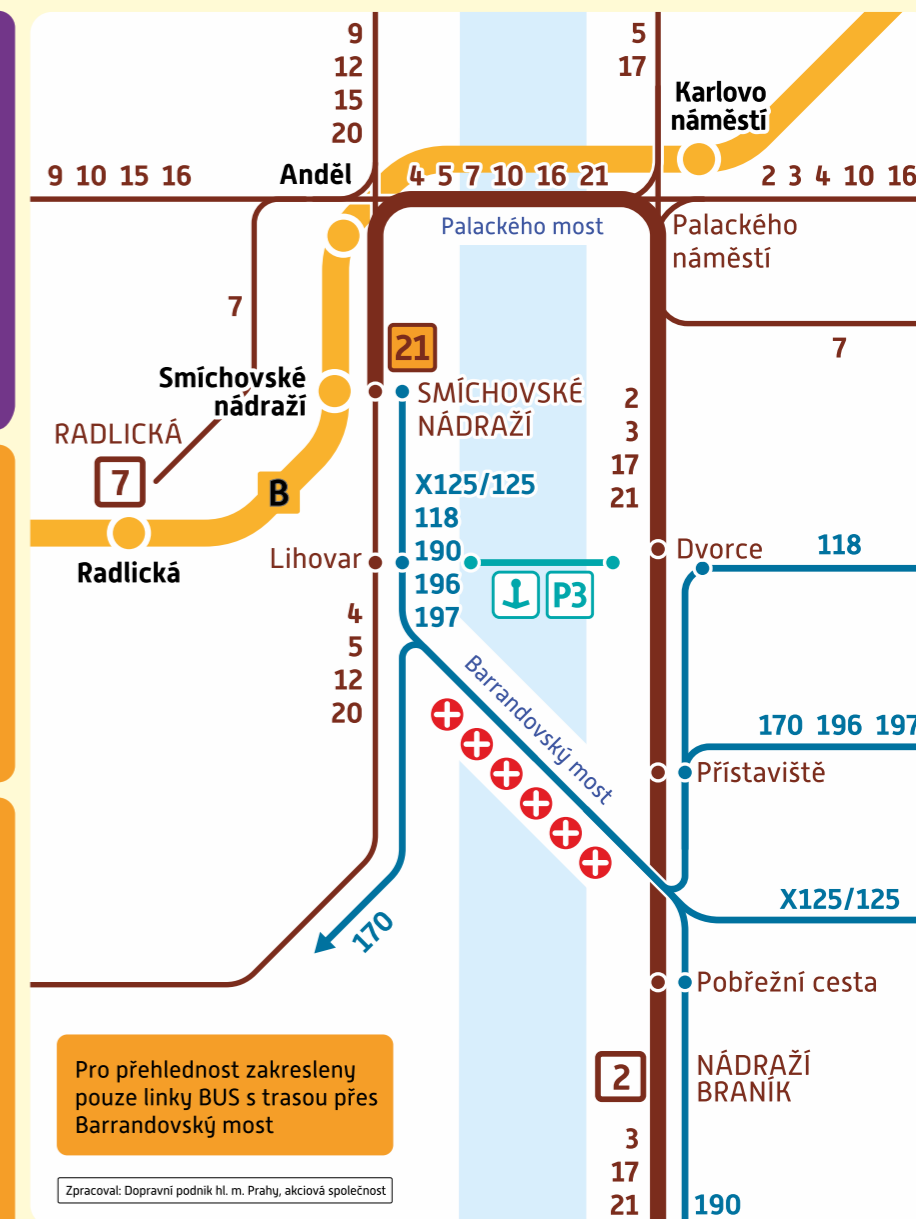 9
12
15
20
5
17
Karlovo
náměstí
9 10 15 16
Anděl
4 5 7 10 16 21
2 3 4 10 16
Palackého most
Palackého
náměstí
7
21
7
Smíchovské
nádraží
SMÍCHOVSKÉ
NÁDRAŽÍ
2
3
17
21
RADLICKÁ
7
B
X125/125
118
190
196
197
Radlická
Lihovar
P3
Dvorce
118
4
5
12
20
Barrandovský most
170 196 197
Přístaviště
X125/125
170
Pobřežní cesta
Pro přehlednost zakresleny
pouze linky BUS s trasou přes
Barrandovský most
2
NÁDRAŽÍ
BRANÍK
3
17
21
190
Zpracoval: Dopravní podnik hl. m. Prahy, akciová společnost